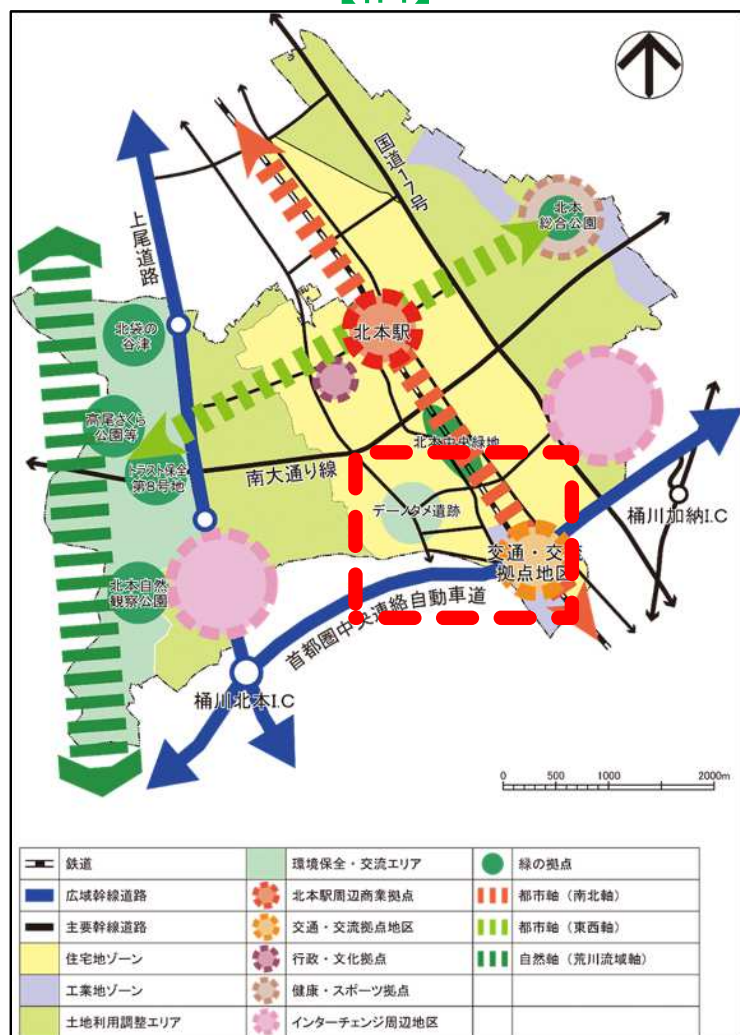 国道17号
北本
総合公園
上尾道路
北袋の
谷津
北本駅
高尾さくら
公園等
北本中央緑地
トラスト保全
第8号地
南大通り線
デーノタメ遺跡
桶川加納I.C
交通・交流
拠点地区
北本自然
観察公園
首都圏中央連絡自動車道
桶川北本I.C
0 500 1000 2000m
鉄道 環境保全・交流エリア 緑の拠点
広域幹線道路 北本駅周辺商業拠点 都市軸（南北軸）
主要幹線道路 交通・交流拠点地区 都市軸（東西軸）
住宅地ゾーン 行政・文化拠点 自然軸（荒川流域軸）
工業地ゾーン 健康・スポーツ拠点
土地利用調整エリア インターチェンジ周辺地区